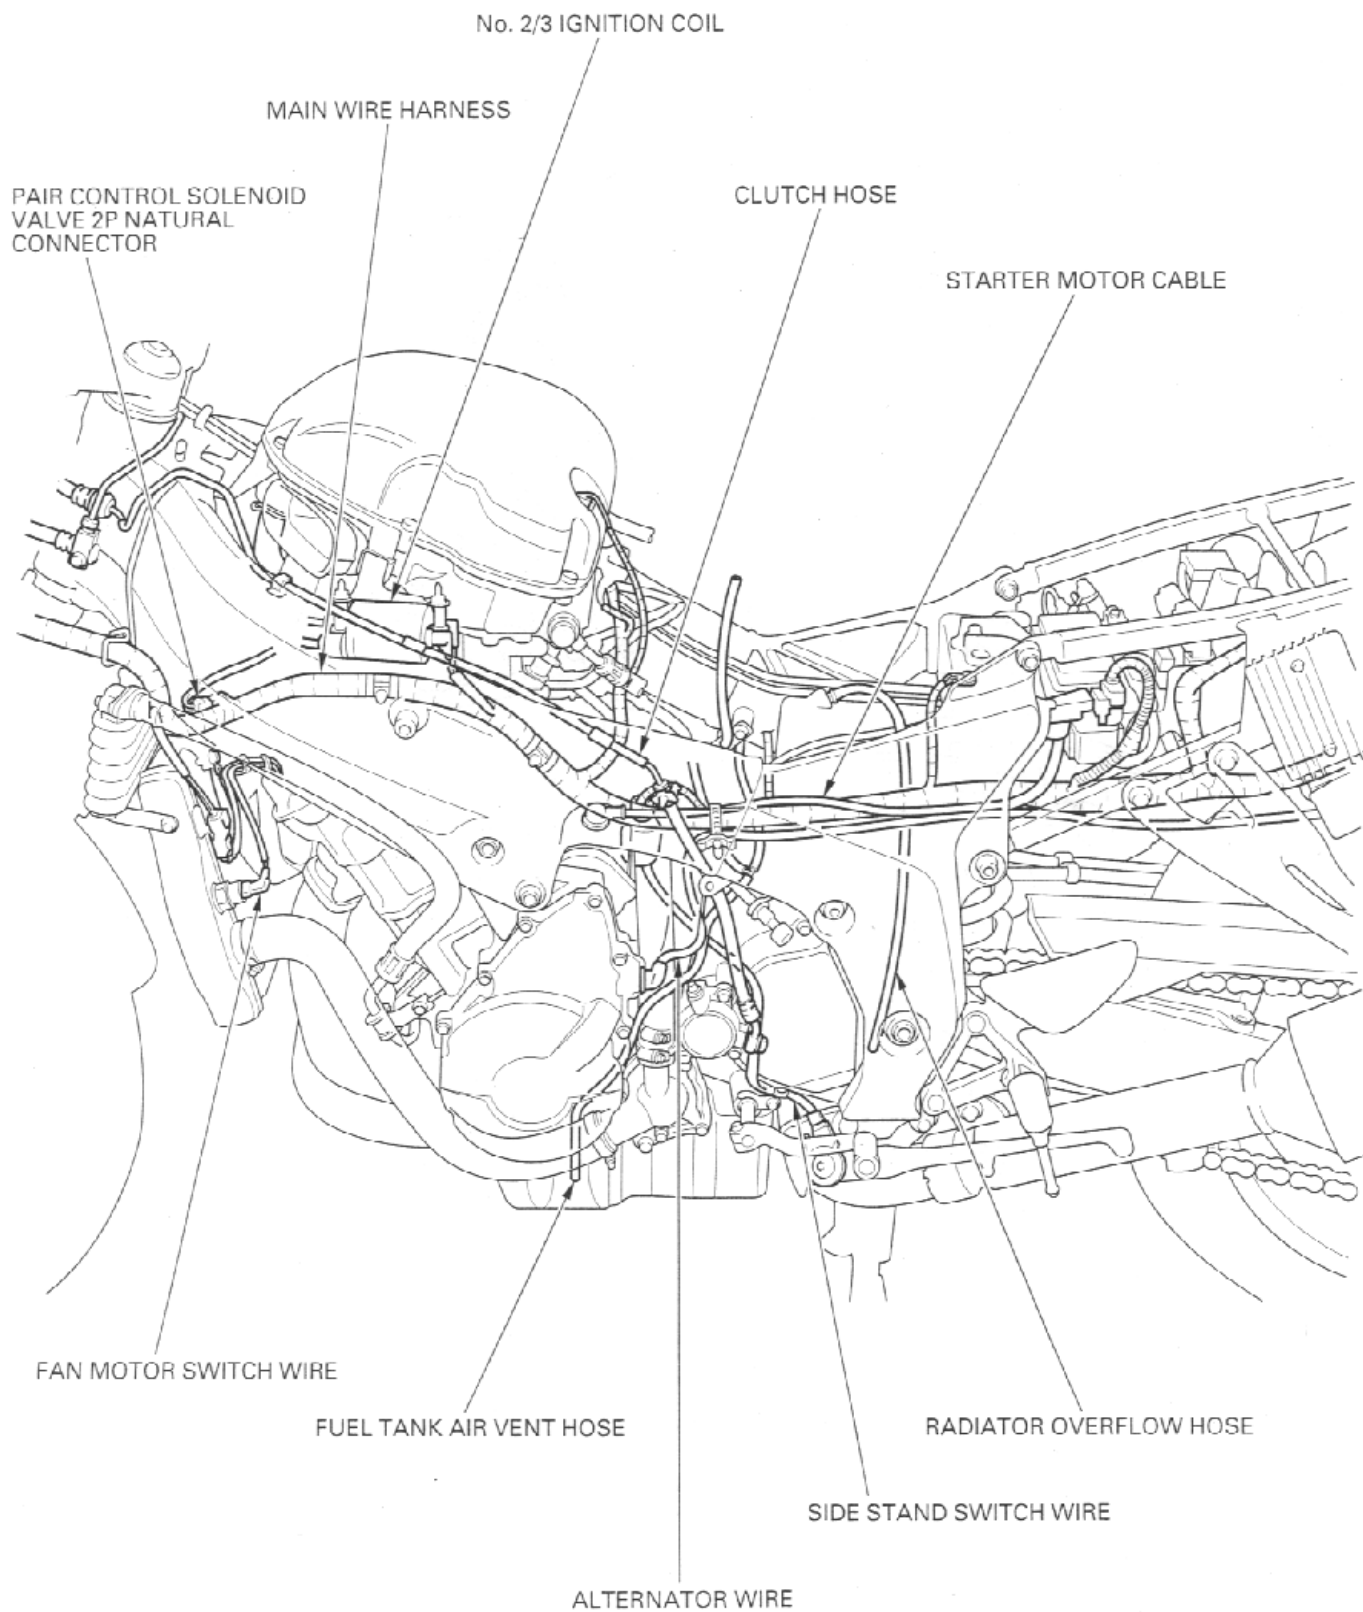 No. 2/3 IGNITION COIL
MAIN WIRE HARNESS
PAIR CONTROL SOLENOID
VALVE 2P NATURAL
CONNECTOR
CLUTCH HOSE
STARTER MOTOR CABLE
FAN MOTOR SWITCH WIRE
FUEL TANK AIR VENT HOSE
RADIATOR OVERFLOW HOSE
SIDE STAND SWITCH WIRE
ALTERNATOR WIRE